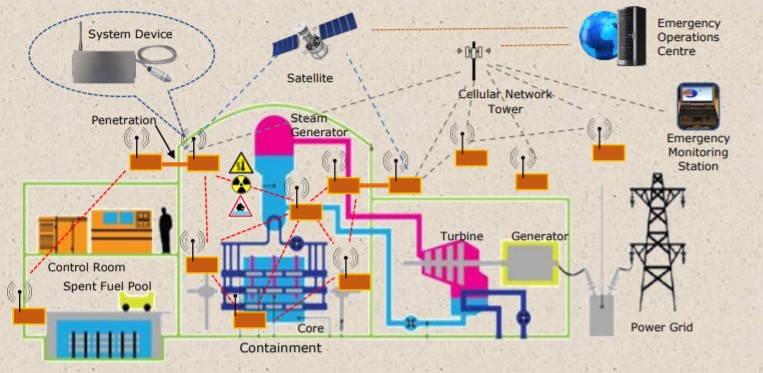 System Device
Satellite
Emergency
Operations
Centre
Cellular Network
Tower
Penetration
Steam
Generator
Emergency
Monitoring
Station
Turbine
Generator
Control Room
Spent Fuel Pool
Core
Containment
Power Grid